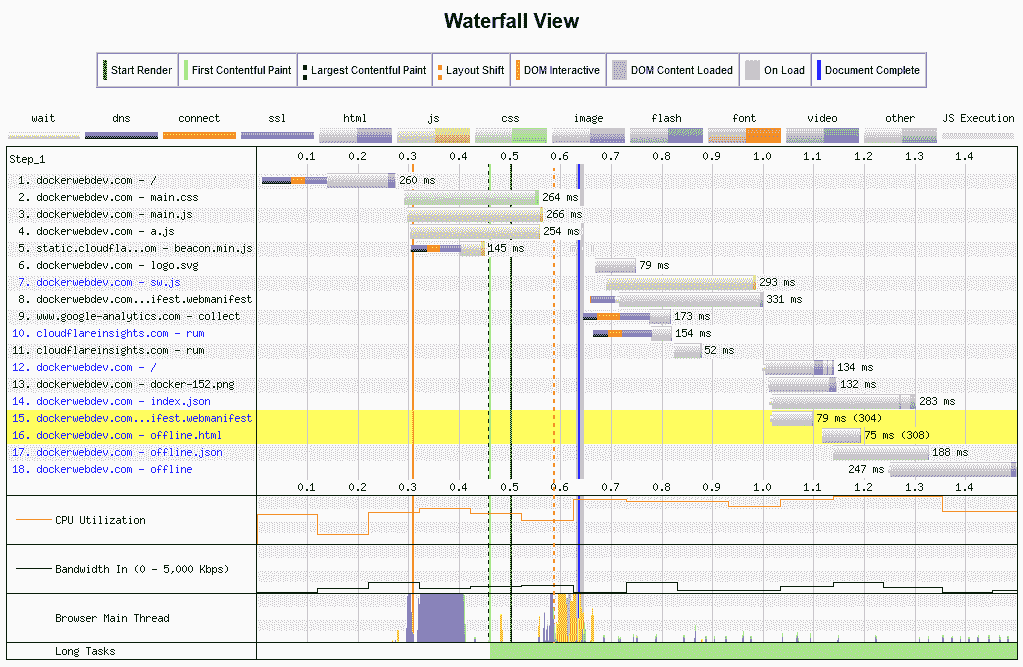 Waterfall View
Start Render First Contentful Paint Largest Contentful Paint Layout Shift DOM Interactive DOM Content Loaded On Load Document Complete
wait dns connect ssl html js css image flash font video other JS Execution
Step_1 0.1 0.2 0.3 0.4 0.5 0.6 0.7 0.8 0.9 1.0 1.1 1.2 1.3 1.4
1. dockerwebdev.com - / 260 ms
2. dockerwebdev.com - main.css 264 ms
3. dockerwebdev.com - main.js 266 ms
4. dockerwebdev.com - a.js 254 ms
5. static.cloudfla...om - beacon.min.js 145 ms
6. dockerwebdev.com - logo.svg 79 ms
7. dockerwebdev.com - sw.js 293 ms
8. dockerwebdev.com...ifest.webmanifest 331 ms
9. www.google-analytics.com - collect 173 ms
10. cloudflareinsights.com - rum 154 ms
11. cloudflareinsights.com - rum 52 ms
12. dockerwebdev.com - / 134 ms
13. dockerwebdev.com - docker-152.png 132 ms
14. dockerwebdev.com - index.json 283 ms
15. dockerwebdev.com...ifest.webmanifest 79 ms (304)
16. dockerwebdev.com - offline.html 75 ms (308)
17. dockerwebdev.com - offline.json 188 ms
18. dockerwebdev.com - offline 247 ms
0.1 0.2 0.3 0.4 0.5 0.6 0.7 0.8 0.9 1.0 1.1 1.2 1.3 1.4
CPU Utilization
Bandwidth In (0 - 5,000 Kbps)
Browser Main Thread
Long Tasks